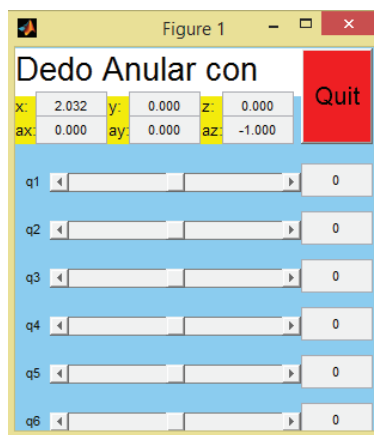 Figure 1
Dedo Anular con
Quit
x: 2.032 y: 0.000 z: 0.000
ax: 0.000 ay: 0.000 az: -1.000
q1 0
q2 0
q3 0
q4 0
q5 0
q6 0